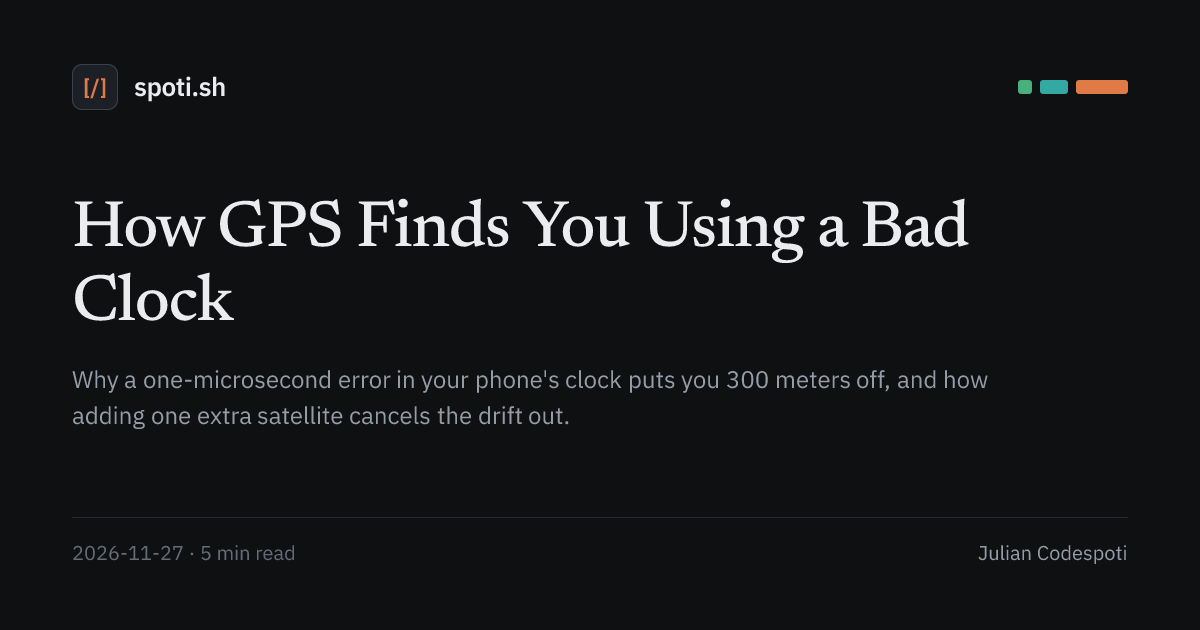 [/] spoti.sh
How GPS Finds You Using a Bad
Clock
Why a one-microsecond error in your phone's clock puts you 300 meters off, and how
adding one extra satellite cancels the drift out.
2026-11-27 · 5 min read
Julian Codespoti